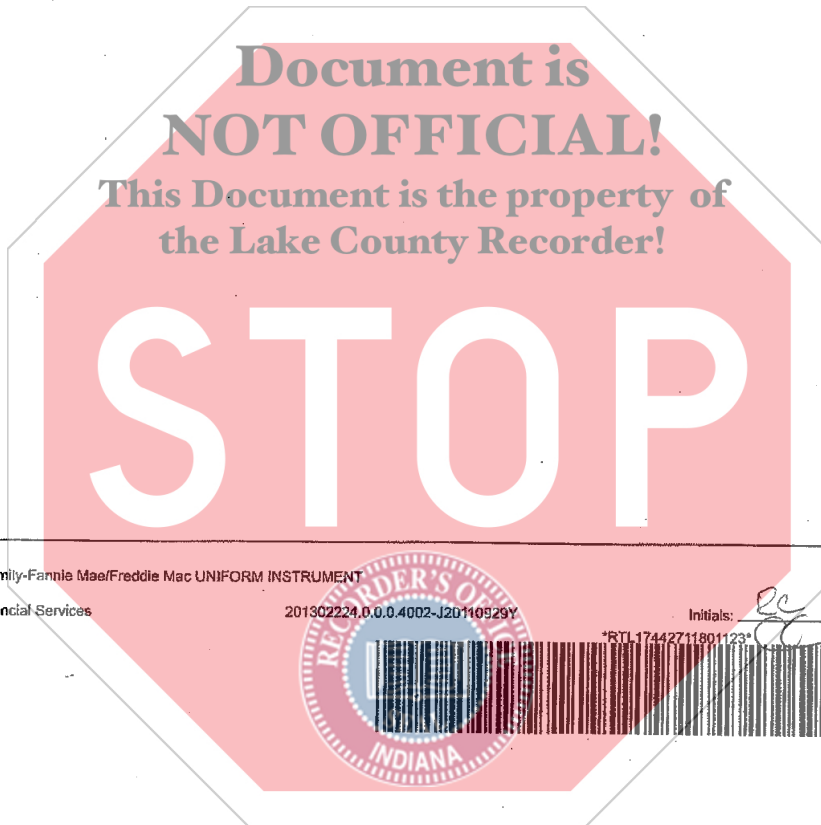 Document is
NOT OFFICIAL!
This Document is the property of
the Lake County Recorder!
STOP
mily-Fannie Mae/Freddie Mac UNIFORM INSTRUMENT
ncial Services
201302224.0.0.0.4002-J20110929Y
Initials:
*RTL17442711801123*
RECORDER'S OFFICE
INDIANA